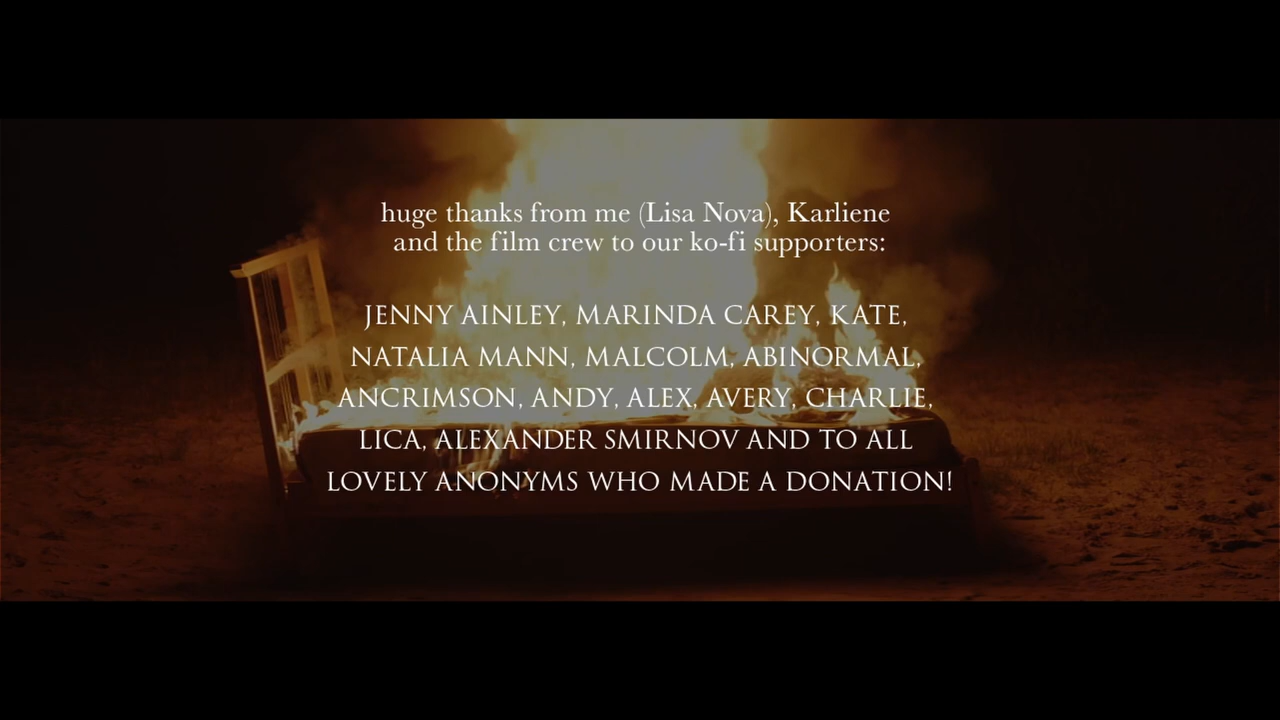 huge thanks from me (Lisa Nova), Karliene
and the film crew to our ko-fi supporters:
JENNY AINLEY, MARINDA CAREY, KATE,
NATALIA MANN, MALCOLM, ABINORMAL,
ANCRIMSON, ANDY, ALEX, AVERY, CHARLIE,
LICA, ALEXANDER SMIRNOV AND TO ALL
LOVELY ANONYMS WHO MADE A DONATION!